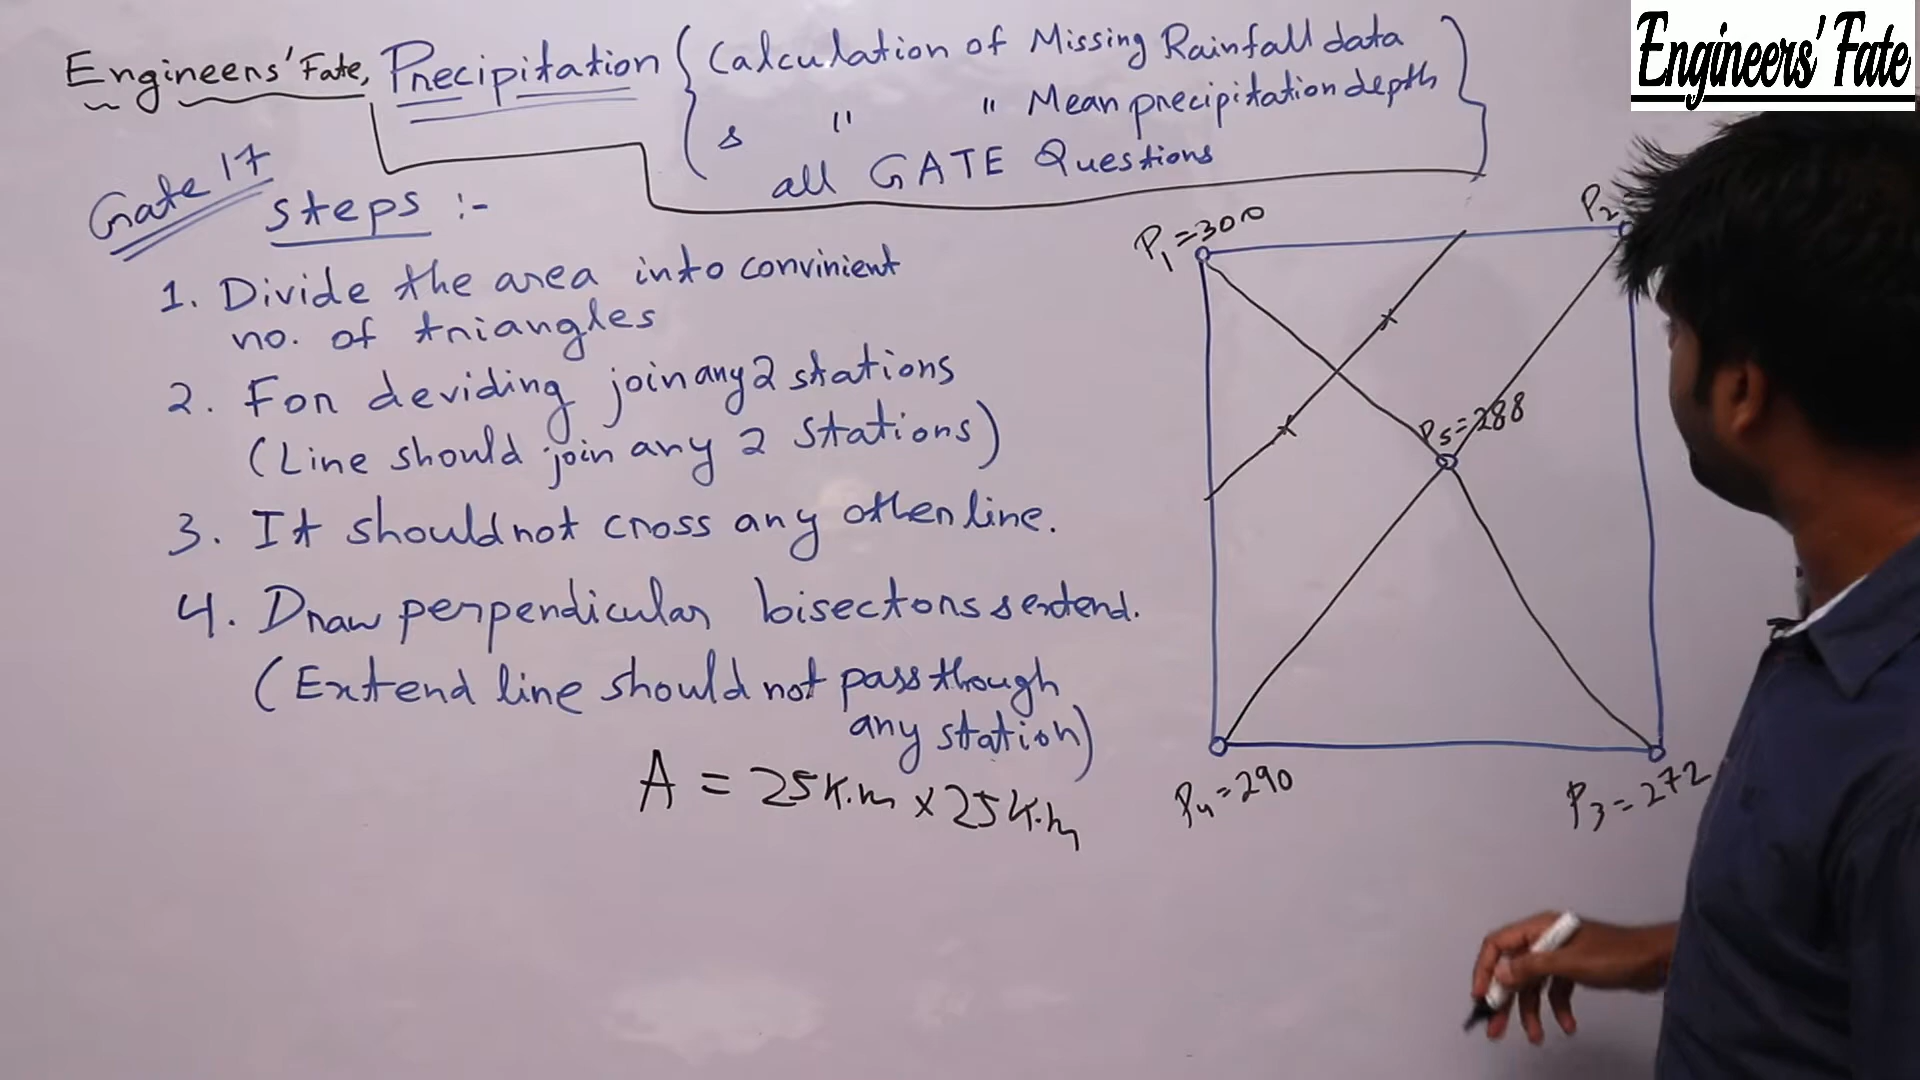 Engineers' Fate
Engineers' Fate, Precipitation { Calculation of Missing Rainfall data
& " " Mean precipitation depth }
all GATE Questions
Gate 17
Steps :-
1. Divide the area into convinient
no. of triangles
2. For deviding join any 2 stations
(Line should join any 2 Stations)
3. It should not cross any other line.
4. Draw perpendicular bisectors & extend.
(Extend line should not pass though
any station)
A = 25 K.m x 25 K.m
P1 = 300
P2 =
P5 = 288
P4 = 290
P3 = 272